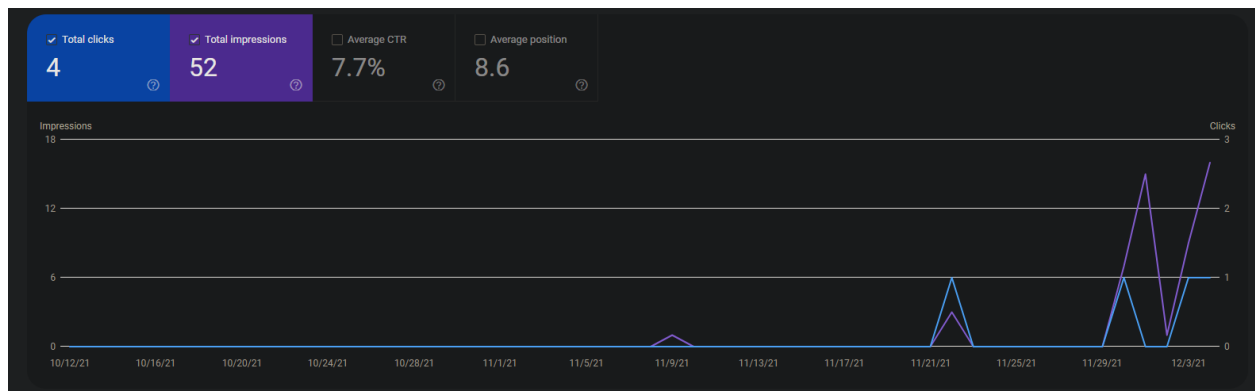 Total clicks Total impressions Average CTR Average position
4 52 7.7% 8.6
Impressions Clicks
18 3
12 2
6 1
0 0
10/12/21 10/16/21 10/20/21 10/24/21 10/28/21 11/1/21 11/5/21 11/9/21 11/13/21 11/17/21 11/21/21 11/25/21 11/29/21 12/3/21